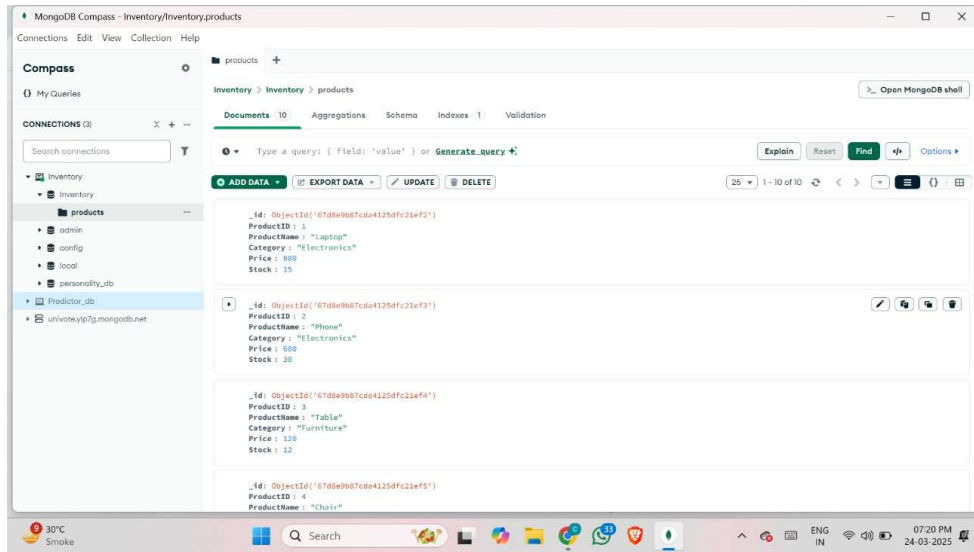 MongoDB Compass - Inventory/Inventory.products
Connections Edit View Collection Help
Compass
{} My Queries
CONNECTIONS (3)
Search connections
Inventory
Inventory
products
admin
config
local
personality_db
Predictor_db
univote.ylp7g.mongodb.net
products
Inventory > Inventory > products
>_ Open MongoDB shell
Documents 10 Aggregations Schema Indexes 1 Validation
Type a query: { field: 'value' } or Generate query
Explain Reset Find </> Options
ADD DATA EXPORT DATA UPDATE DELETE
25 1 - 10 of 10
_id: ObjectId('67d8e9b87cda4125dfc21ef2')
ProductID : 1
ProductName : "Laptop"
Category : "Electronics"
Price : 800
Stock : 15
_id: ObjectId('67d8e9b87cda4125dfc21ef3')
ProductID : 2
ProductName : "Phone"
Category : "Electronics"
Price : 600
Stock : 30
_id: ObjectId('67d8e9b87cda4125dfc21ef4')
ProductID : 3
ProductName : "Table"
Category : "Furniture"
Price : 120
Stock : 12
_id: ObjectId('67d8e9b87cda4125dfc21ef5')
ProductID : 4
ProductName : "Chair"
9
30°C
Smoke
Search
33
ENG
IN
07:20 PM
24-03-2025